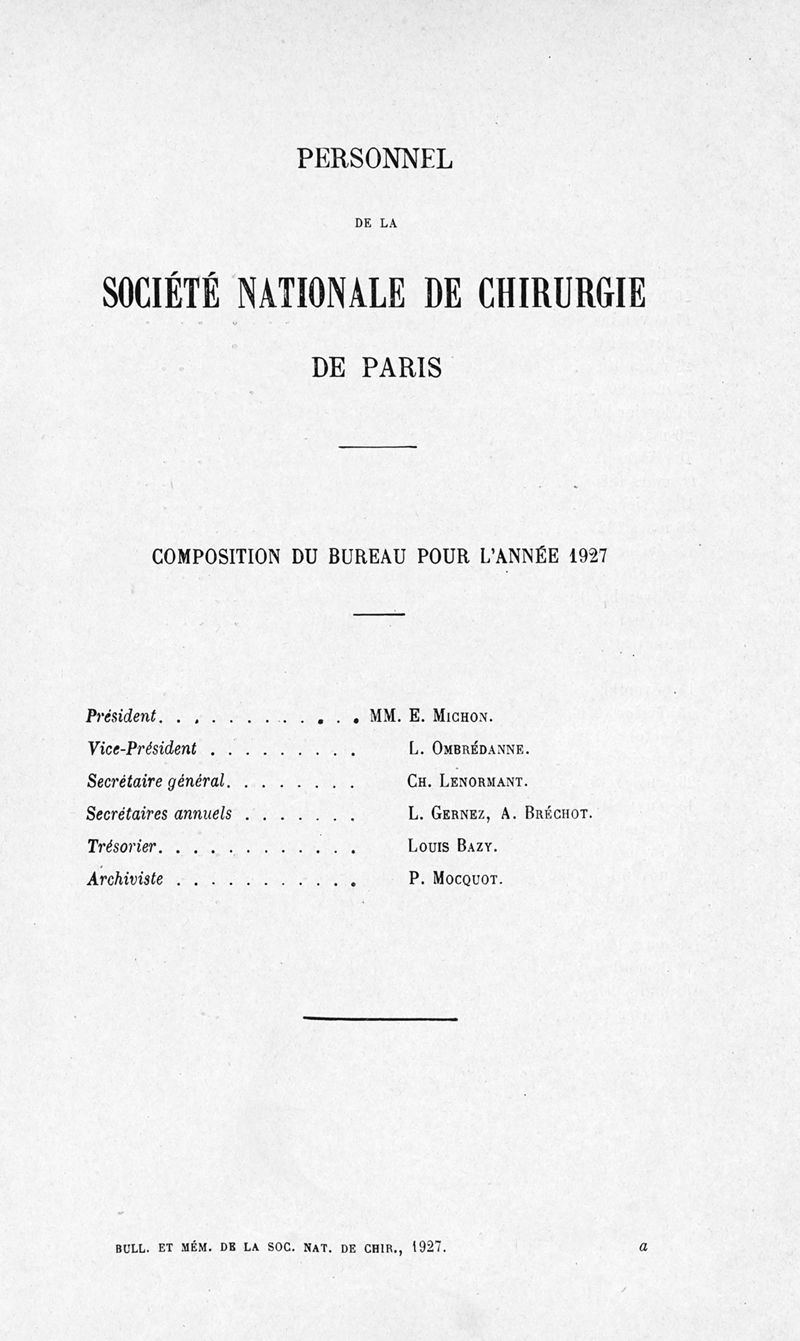 PERSONNEL
DE LA
SOCIÉTÉ NATIONALE DE CHIRURGIE
DE PARIS
COMPOSITION DU BUREAU POUR L'ANNÉE 1927
Président. . . . . . . . . . . . MM. E. MICHON.
Vice-Président . . . . . . . . . L. OMBRÉDANNE.
Secrétaire général. . . . . . . . CH. LENORMANT.
Secrétaires annuels . . . . . . . L. GERNEZ, A. BRÉCHOT.
Trésorier. . . . . . . . . . . . LOUIS BAZY.
Archiviste . . . . . . . . . . . P. MOCQUOT.
BULL. ET MÉM. DE LA SOC. NAT. DE CHIR., 1927. a